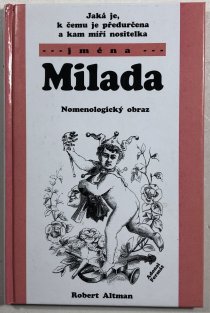 Jaká je,
k čemu je předurčena
a kam míří nositelka
--- jména ---
Milada
Nomenologický obraz
Robert Altman